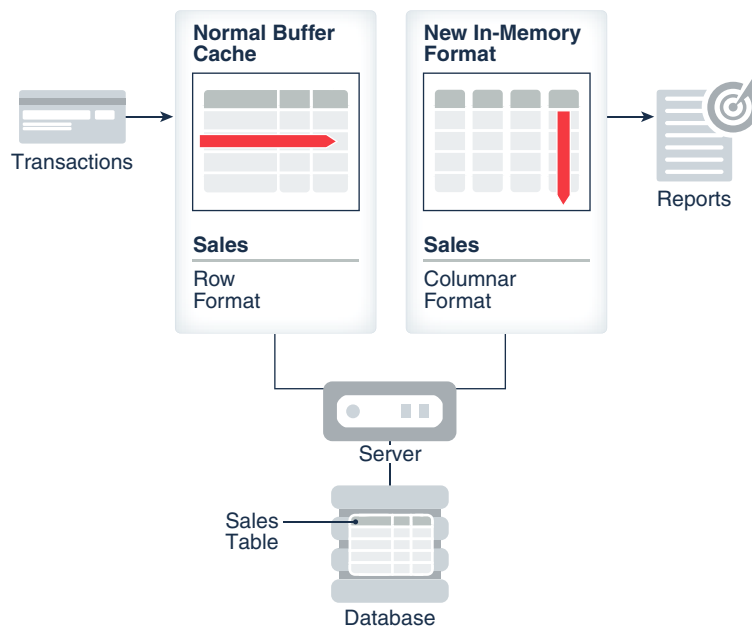 Normal Buffer
Cache
New In-Memory
Format
Transactions
Reports
Sales
Row
Format
Sales
Columnar
Format
Server
Sales
Table
Database